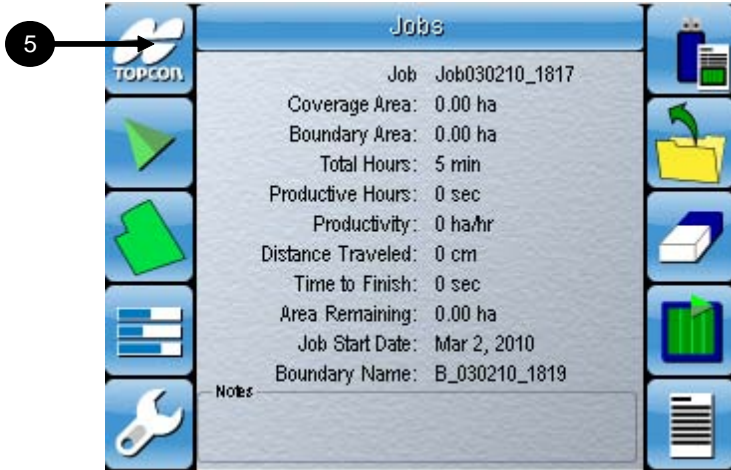 5
TOPCON
Jobs
Job Job030210_1817
Coverage Area: 0.00 ha
Boundary Area: 0.00 ha
Total Hours: 5 min
Productive Hours: 0 sec
Productivity: 0 ha/hr
Distance Traveled: 0 cm
Time to Finish: 0 sec
Area Remaining: 0.00 ha
Job Start Date: Mar 2, 2010
Boundary Name: B_030210_1819
Notes